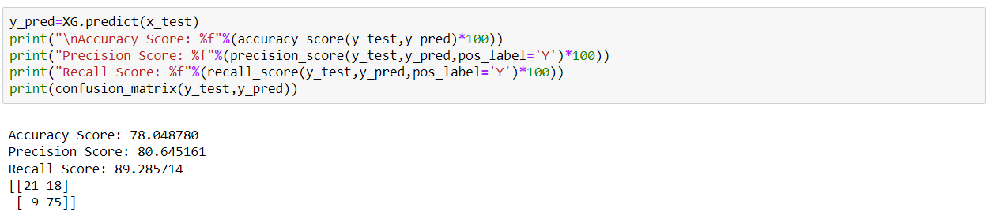 y_pred=XG.predict(x_test)
print("\nAccuracy Score: %f"%(accuracy_score(y_test,y_pred)*100))
print("Precision Score: %f"%(precision_score(y_test,y_pred,pos_label='Y')*100))
print("Recall Score: %f"%(recall_score(y_test,y_pred,pos_label='Y')*100))
print(confusion_matrix(y_test,y_pred))
Accuracy Score: 78.048780
Precision Score: 80.645161
Recall Score: 89.285714
[[21 18]
 [ 9 75]]